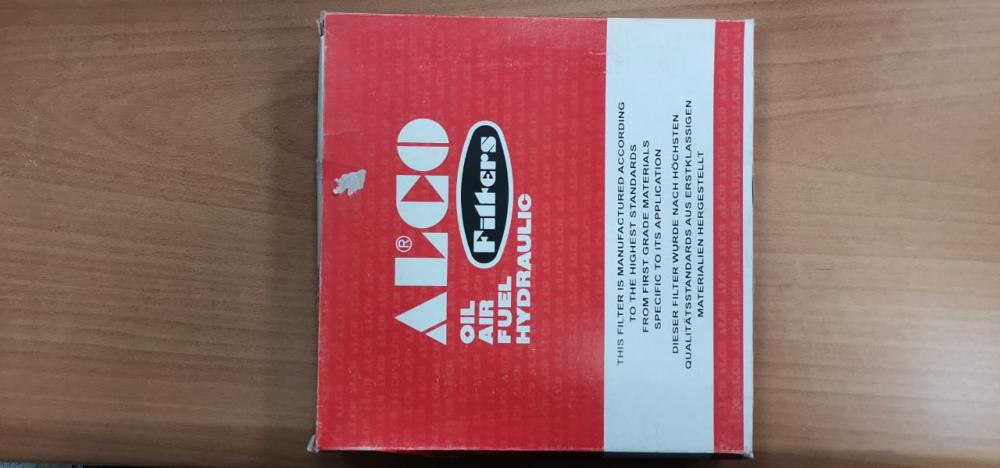 ALCO®
Filters
OIL
AIR
FUEL
HYDRAULIC
THIS FILTER IS MANUFACTURED ACCORDING
TO THE HIGHEST STANDARDS
FROM FIRST GRADE MATERIALS
SPECIFIC TO ITS APPLICATION
DIESER FILTER WURDE NACH HÖCHSTEN
QUALITÄTSSTANDARDS AUS ERSTKLASSIGEN
MATERIALIEN HERGESTELLT